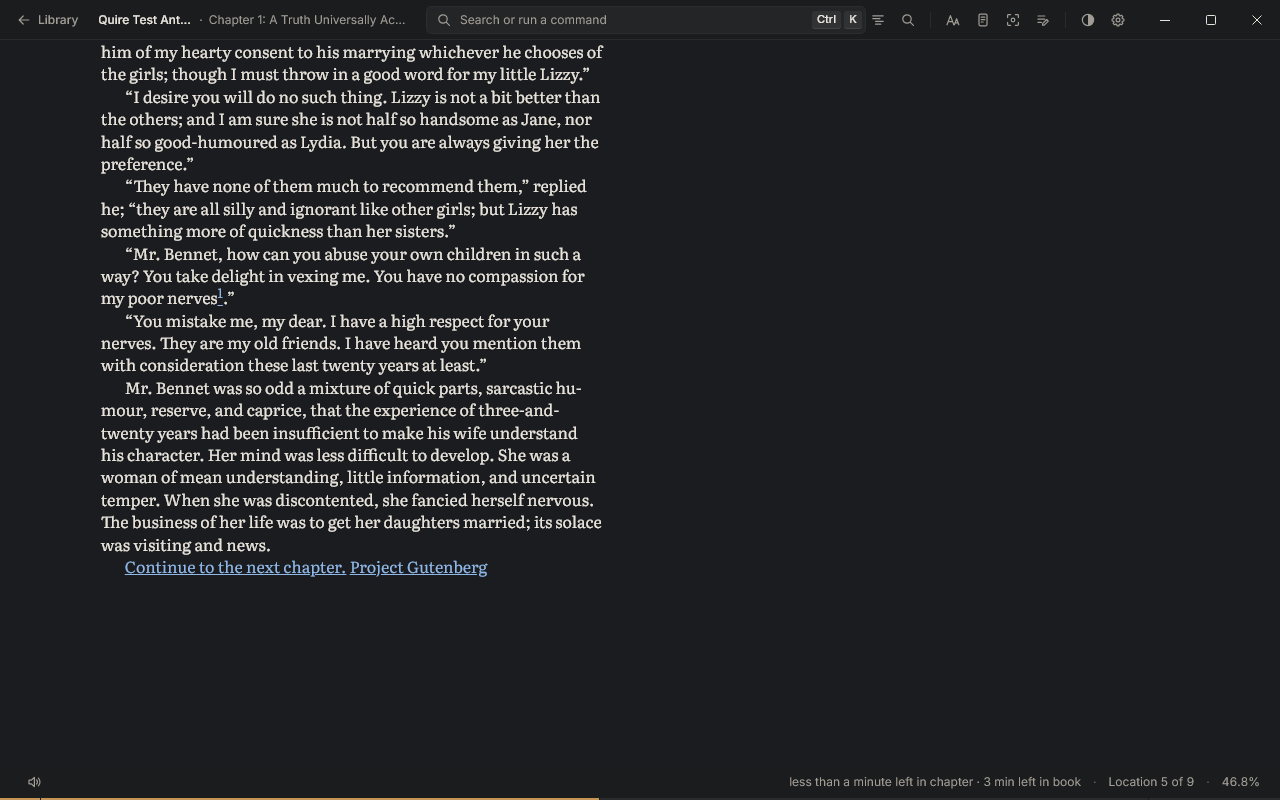 Library
Quire Test Ant... · Chapter 1: A Truth Universally Ac...
Search or run a command
Ctrl K
him of my hearty consent to his marrying whichever he chooses of
the girls; though I must throw in a good word for my little Lizzy.”
“I desire you will do no such thing. Lizzy is not a bit better than
the others; and I am sure she is not half so handsome as Jane, nor
half so good-humoured as Lydia. But you are always giving her the
preference.”
“They have none of them much to recommend them,” replied
he; “they are all silly and ignorant like other girls; but Lizzy has
something more of quickness than her sisters.”
“Mr. Bennet, how can you abuse your own children in such a
way? You take delight in vexing me. You have no compassion for
my poor nerves1.”
“You mistake me, my dear. I have a high respect for your
nerves. They are my old friends. I have heard you mention them
with consideration these last twenty years at least.”
Mr. Bennet was so odd a mixture of quick parts, sarcastic hu-
mour, reserve, and caprice, that the experience of three-and-
twenty years had been insufficient to make his wife understand
his character. Her mind was less difficult to develop. She was a
woman of mean understanding, little information, and uncertain
temper. When she was discontented, she fancied herself nervous.
The business of her life was to get her daughters married; its solace
was visiting and news.
Continue to the next chapter. Project Gutenberg
less than a minute left in chapter · 3 min left in book · Location 5 of 9 · 46.8%